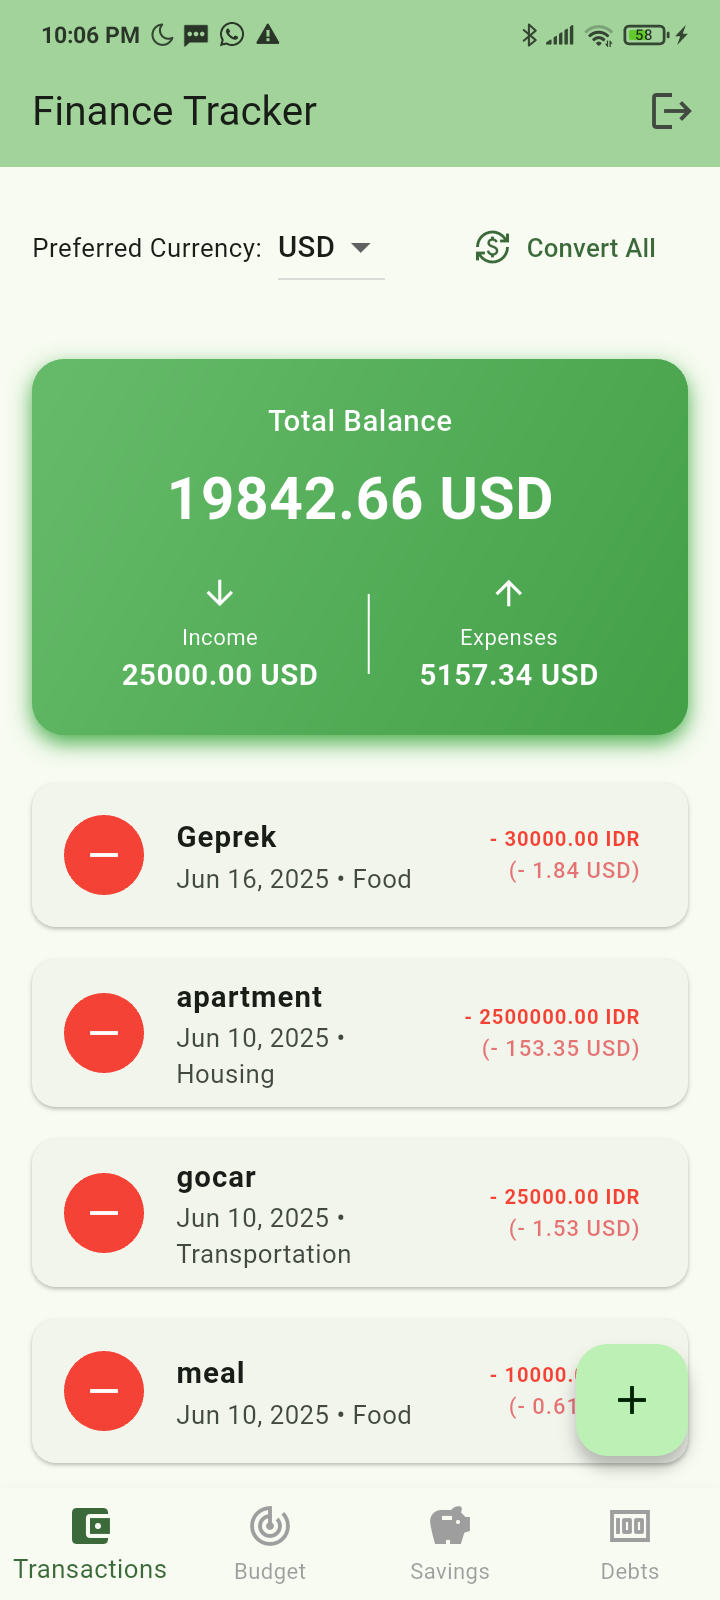 10:06 PM
58
Finance Tracker
Preferred Currency: USD
Convert All
Total Balance
19842.66 USD
Income
25000.00 USD
Expenses
5157.34 USD
Geprek
Jun 16, 2025 • Food
- 30000.00 IDR
(- 1.84 USD)
apartment
Jun 10, 2025 •
Housing
- 2500000.00 IDR
(- 153.35 USD)
gocar
Jun 10, 2025 •
Transportation
- 25000.00 IDR
(- 1.53 USD)
meal
Jun 10, 2025 • Food
- 10000.
(- 0.61
Transactions
Budget
Savings
Debts